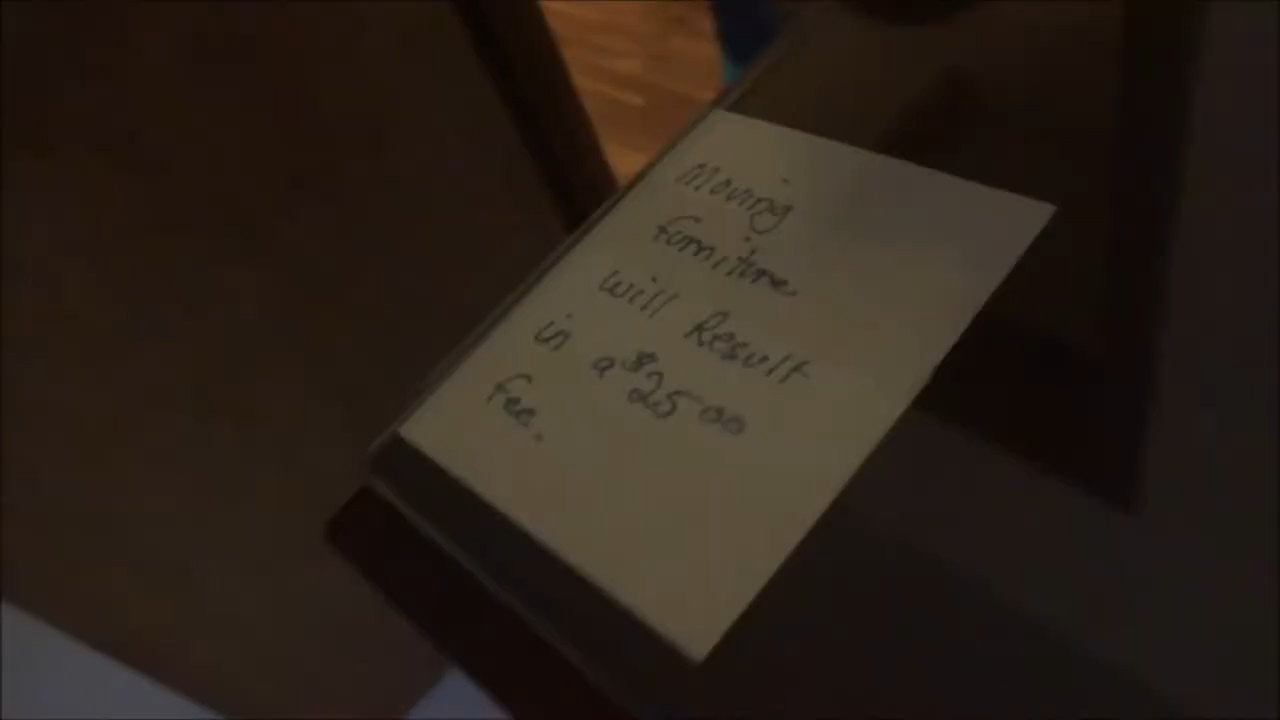 Moving
furniture
will Result
in a $25 00
fee.